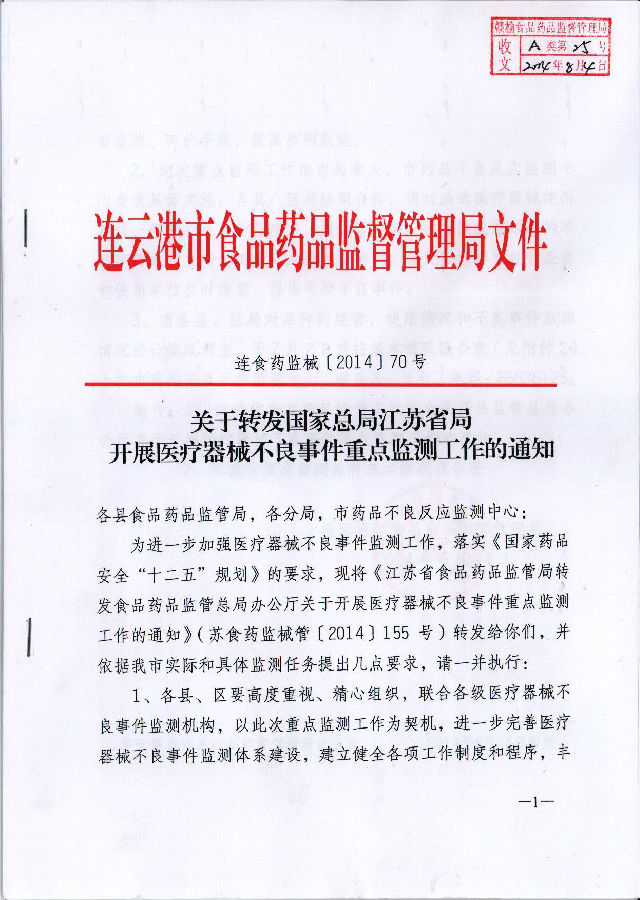 赣榆食品药品监督管理局
收文 A 类第 25 号
2014年8月4日
连云港市食品药品监督管理局文件
连食药监械〔2014〕70 号
关于转发国家总局江苏省局
开展医疗器械不良事件重点监测工作的通知
各县食品药品监管局，各分局，市药品不良反应监测中心：
为进一步加强医疗器械不良事件监测工作，落实《国家药品
安全“十二五”规划》的要求，现将《江苏省食品药品监管局转
发食品药品监管总局办公厅关于开展医疗器械不良事件重点监测
工作的通知》（苏食药监械管〔2014〕155 号）转发给你们，并
依据我市实际和具体监测任务提出几点要求，请一并执行：
1、各县、区要高度重视、精心组织，联合各级医疗器械不
良事件监测机构，以此次重点监测工作为契机，进一步完善医疗
器械不良事件监测体系建设，建立健全各项工作制度和程序，丰
—1—